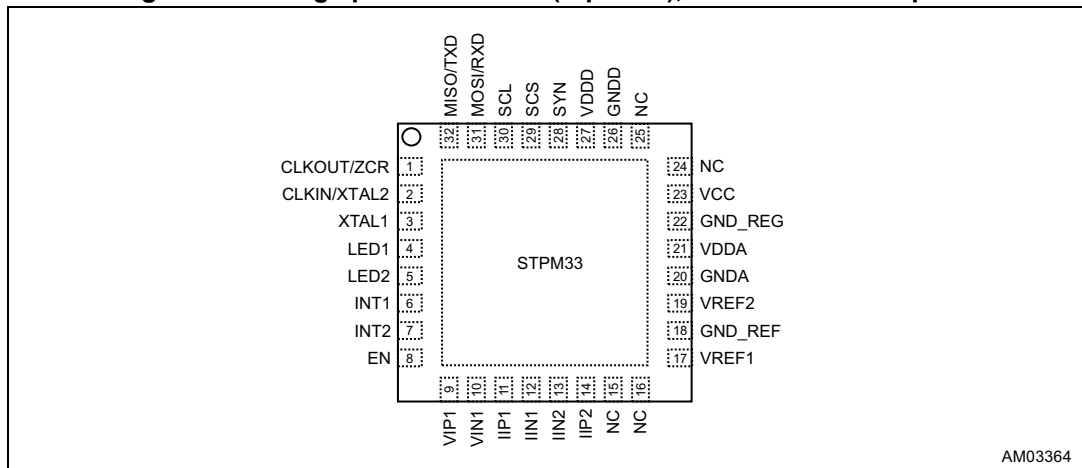 MISO/TXD
MOSI/RXD
SCL
SCS
SYN
VDDD
GNDD
NC
32
31
30
29
28
27
26
25
CLKOUT/ZCR 1
CLKIN/XTAL2 2
XTAL1 3
LED1 4
LED2 5
INT1 6
INT2 7
EN 8
STPM33
24 NC
23 VCC
22 GND_REG
21 VDDA
20 GNDA
19 VREF2
18 GND_REF
17 VREF1
9
10
11
12
13
14
15
16
VIP1
VIN1
IIP1
IIN1
IIN2
IIP2
NC
NC
AM03364